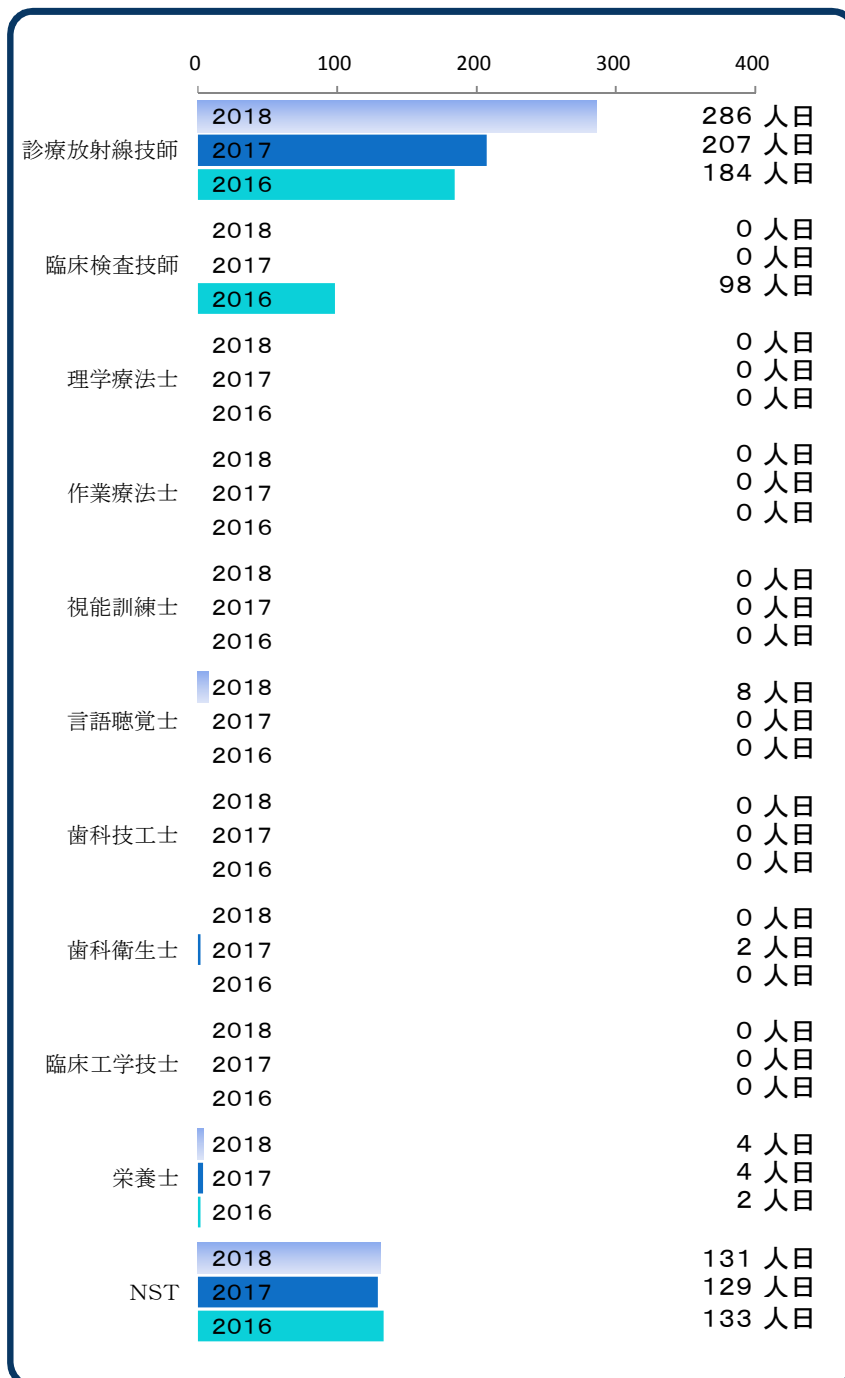 0 100 200 300 400
2018 286 人日
診療放射線技師 2017 207 人日
2016 184 人日
2018 0 人日
臨床検査技師 2017 0 人日
2016 98 人日
2018 0 人日
理学療法士 2017 0 人日
2016 0 人日
2018 0 人日
作業療法士 2017 0 人日
2016 0 人日
2018 0 人日
視能訓練士 2017 0 人日
2016 0 人日
2018 8 人日
言語聴覚士 2017 0 人日
2016 0 人日
2018 0 人日
歯科技工士 2017 0 人日
2016 0 人日
2018 0 人日
歯科衛生士 2017 2 人日
2016 0 人日
2018 0 人日
臨床工学技士 2017 0 人日
2016 0 人日
2018 4 人日
栄養士 2017 4 人日
2016 2 人日
2018 131 人日
NST 2017 129 人日
2016 133 人日